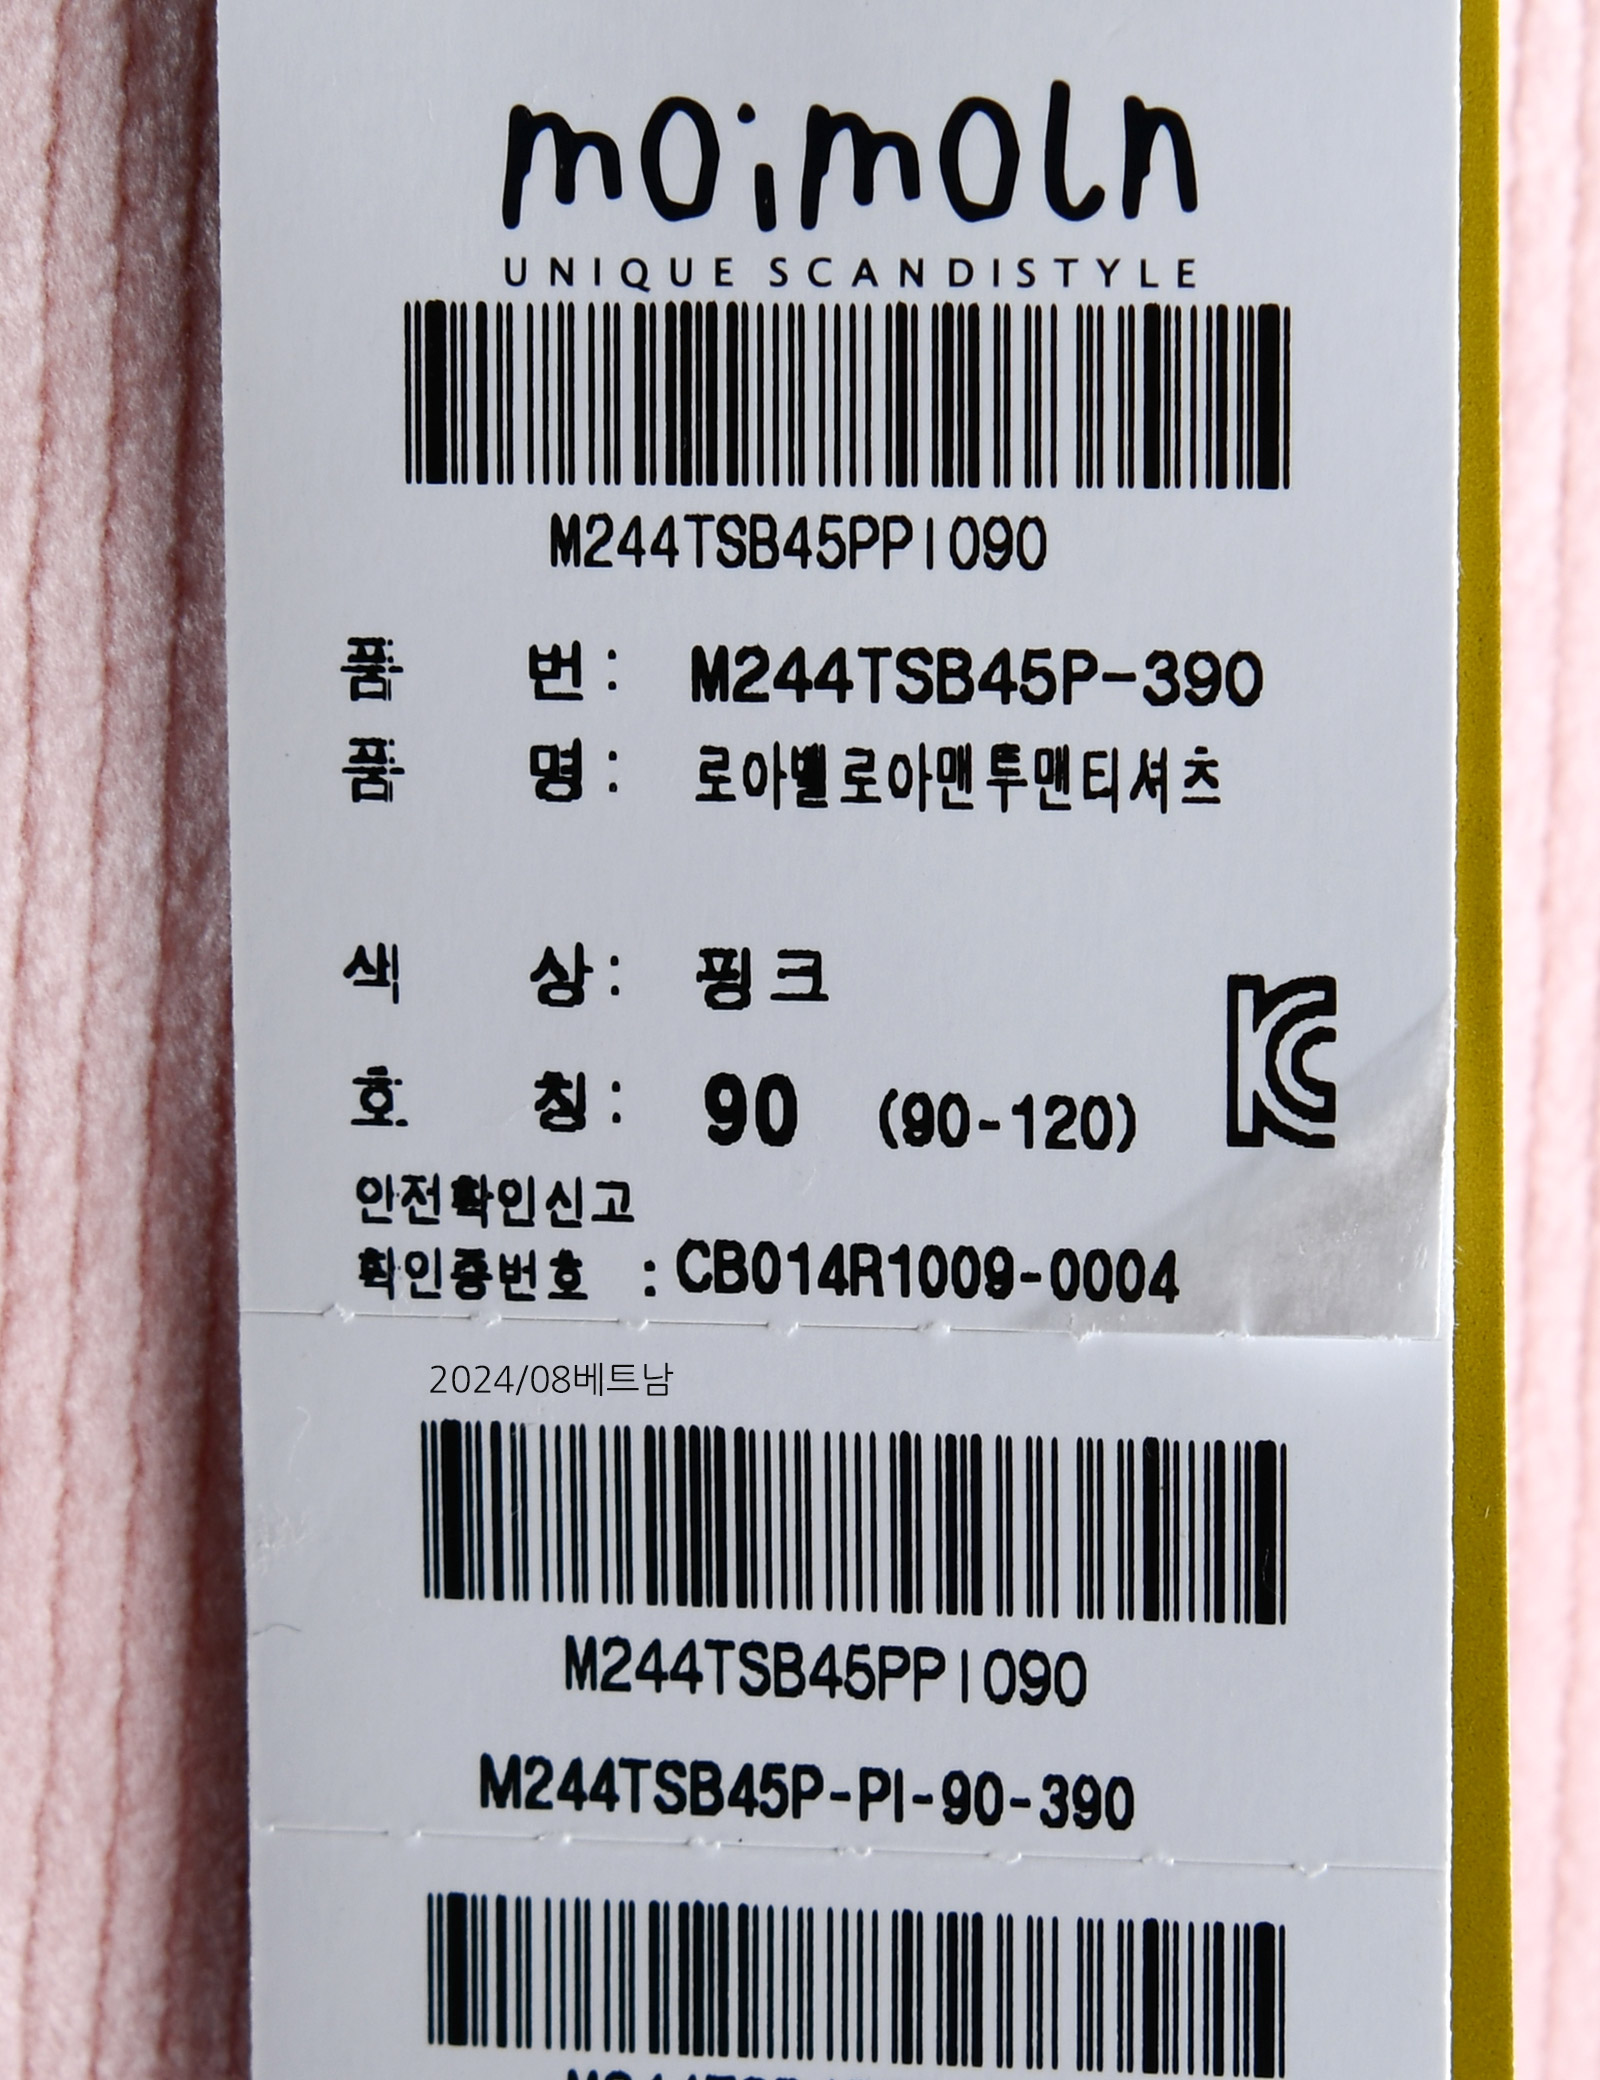 moimoln
UNIQUE SCANDISTYLE
M244TSB45PPI090
품 번: M244TSB45P-390
품 명: 로아벨로아맨투맨티셔츠
색 상: 핑크
호 칭: 90 (90-120)
안전확인신고
확인증번호 : CB014R1009-0004
2024/08베트남
M244TSB45PPI090
M244TSB45P-PI-90-390